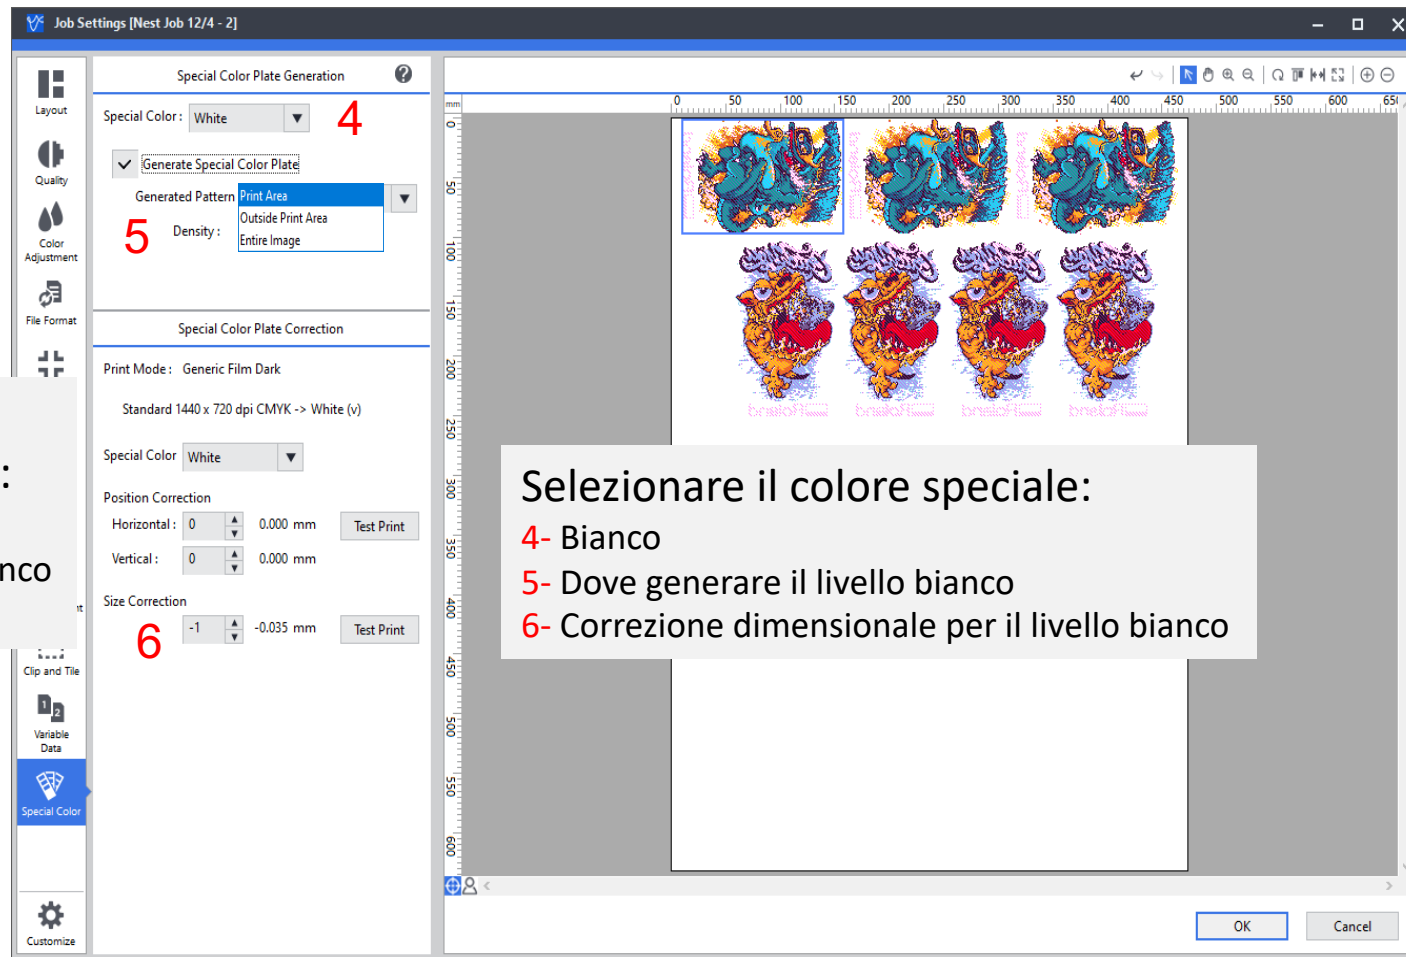 Job Settings [Nest Job 12/4 - 2]
Layout
Quality
Color
Adjustment
File Format
Clip and Tile
Variable
Data
Special Color
Customize
Special Color Plate Generation
Special Color : White
4
Generate Special Color Plate
Generated Pattern Print Area
Outside Print Area
Entire Image
5
Density :
Special Color Plate Correction
Print Mode : Generic Film Dark
Standard 1440 x 720 dpi CMYK -> White (v)
Special Color White
Position Correction
Horizontal : 0 0.000 mm Test Print
Vertical : 0 0.000 mm
Size Correction
-1 -0.035 mm Test Print
6
:
nco
nt
mm
0 50 100 150 200 250 300 350 400 450 500 550 600 65
0
50
100
150
200
250
300
350
400
450
500
550
600
Selezionare il colore speciale:
4- Bianco
5- Dove generare il livello bianco
6- Correzione dimensionale per il livello bianco
OK Cancel